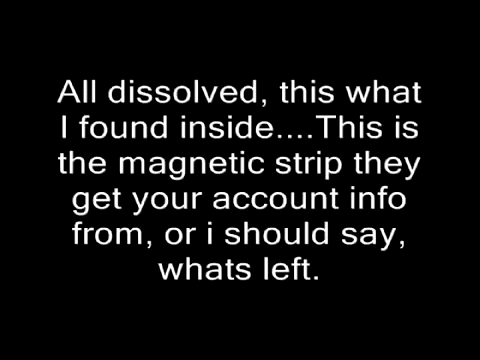 All dissolved, this what
I found inside....This is
the magnetic strip they
get your account info
from, or i should say,
whats left.